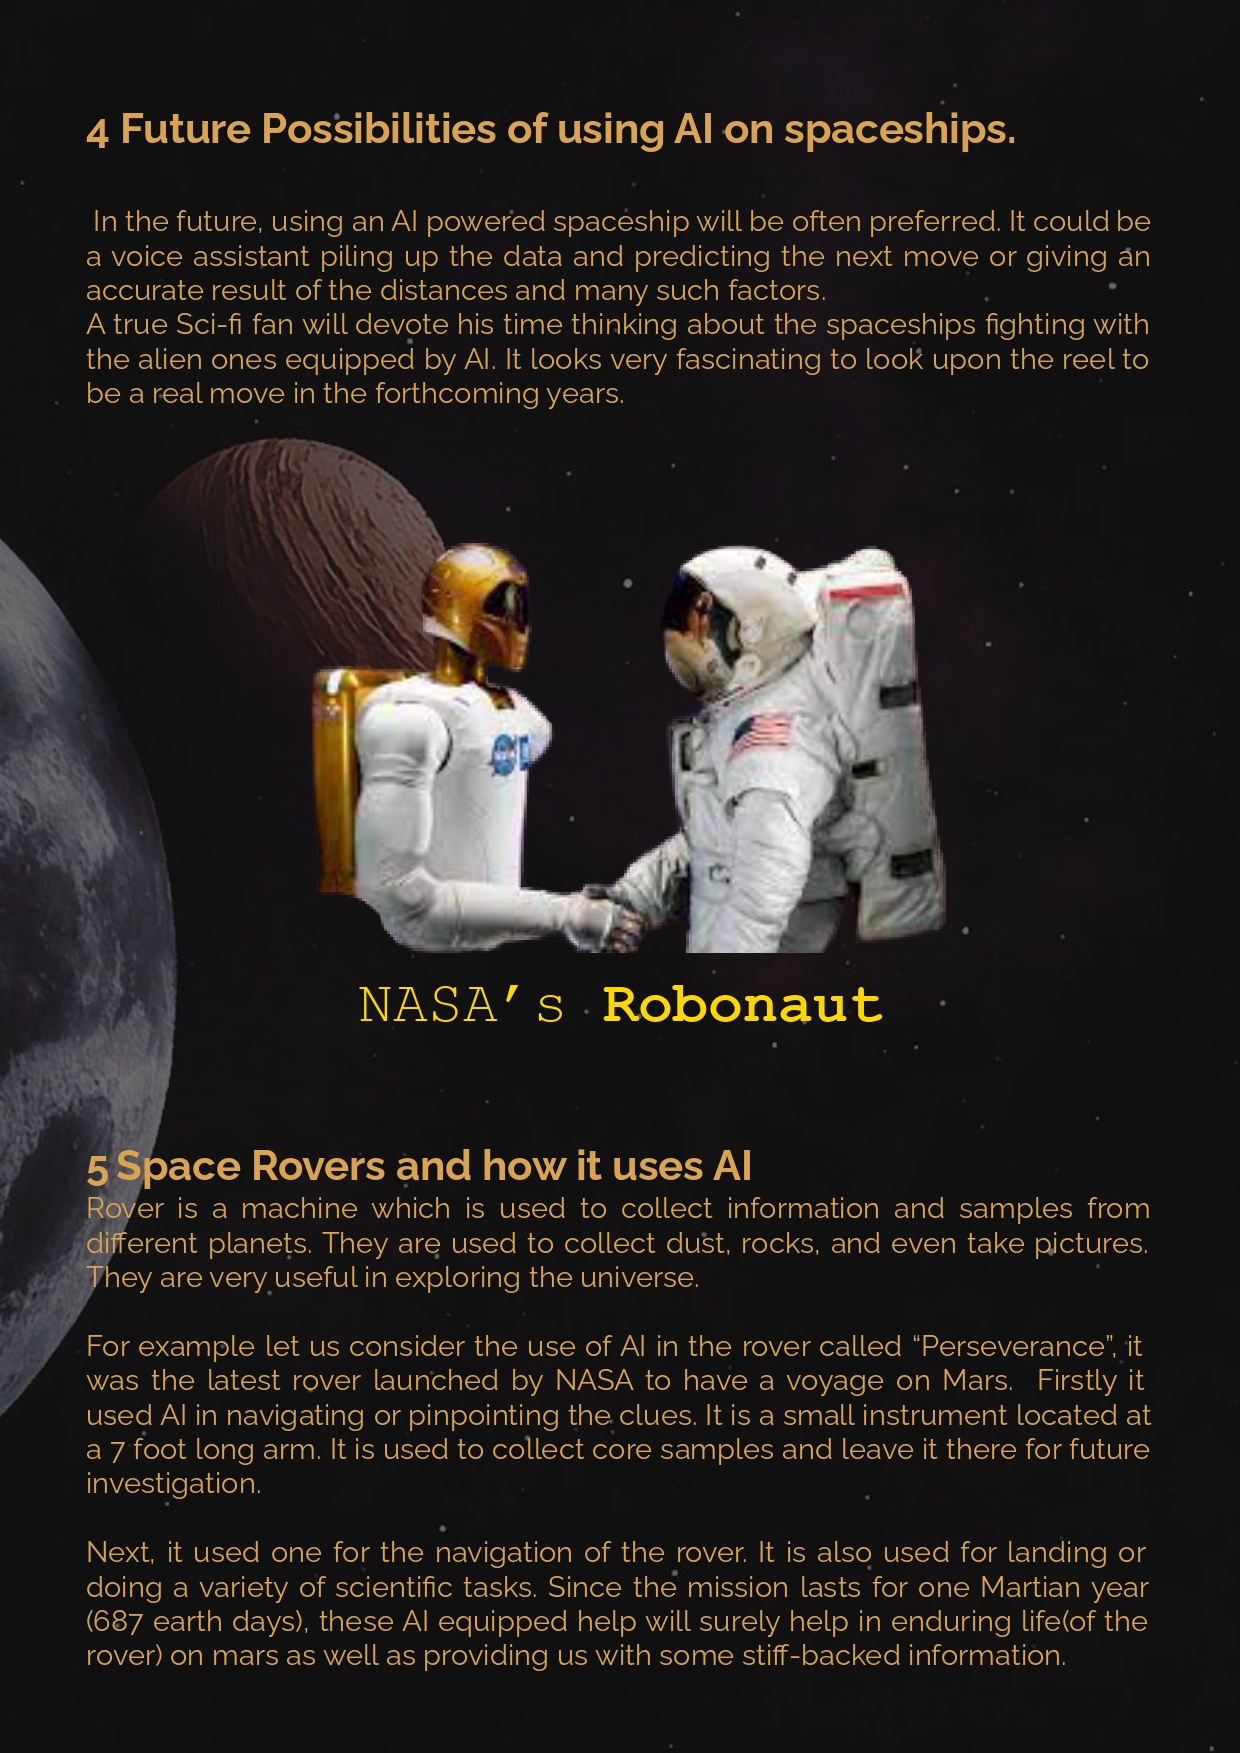 4 Future Possibilities of using AI on spaceships.
In the future, using an AI powered spaceship will be often preferred. It could be
a voice assistant piling up the data and predicting the next move or giving an
accurate result of the distances and many such factors.
A true Sci-fi fan will devote his time thinking about the spaceships fighting with
the alien ones equipped by AI. It looks very fascinating to look upon the reel to
be a real move in the forthcoming years.
NASA's Robonaut
5 Space Rovers and how it uses AI
Rover is a machine which is used to collect information and samples from
different planets. They are used to collect dust, rocks, and even take pictures.
They are very useful in exploring the universe.
For example let us consider the use of AI in the rover called “Perseverance”, it
was the latest rover launched by NASA to have a voyage on Mars. Firstly it
used AI in navigating or pinpointing the clues. It is a small instrument located at
a 7 foot long arm. It is used to collect core samples and leave it there for future
investigation.
Next, it used one for the navigation of the rover. It is also used for landing or
doing a variety of scientific tasks. Since the mission lasts for one Martian year
(687 earth days), these AI equipped help will surely help in enduring life(of the
rover) on mars as well as providing us with some stiff-backed information.